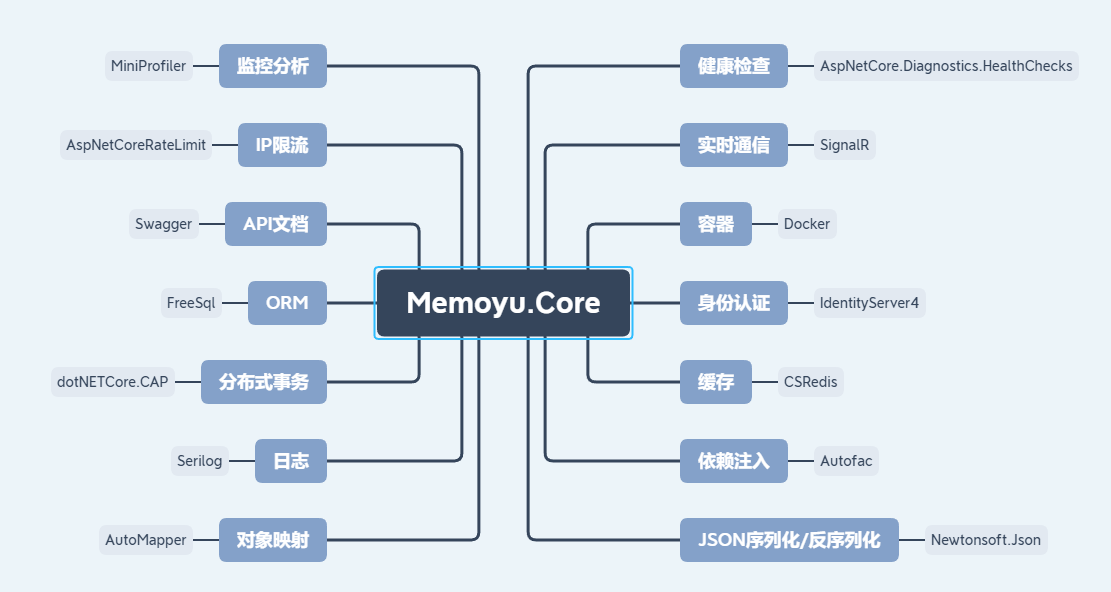 MiniProfiler
监控分析
AspNetCoreRateLimit
IP限流
Swagger
API文档
FreeSql
ORM
dotNETCore.CAP
分布式事务
Serilog
日志
AutoMapper
对象映射
Memoyu.Core
健康检查
AspNetCore.Diagnostics.HealthChecks
实时通信
SignalR
容器
Docker
身份认证
IdentityServer4
缓存
CSRedis
依赖注入
Autofac
JSON序列化/反序列化
Newtonsoft.Json